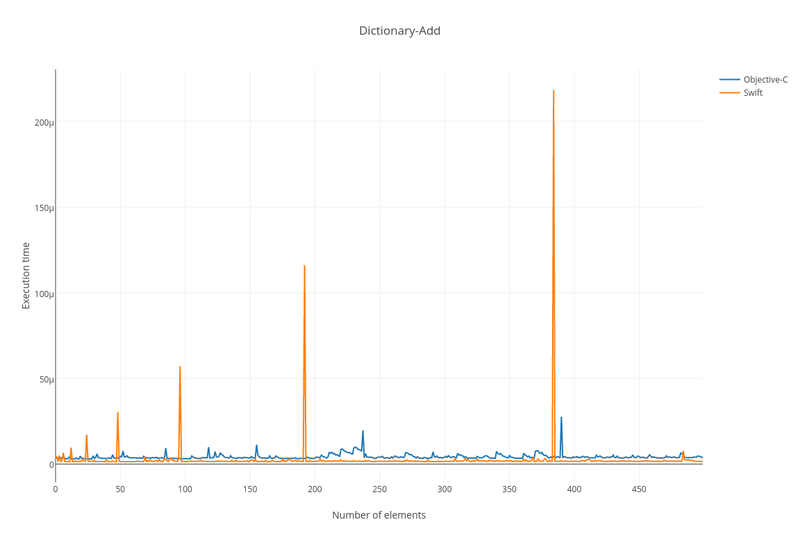 Dictionary-Add
Objective-C
Swift
200μ
150μ
100μ
50μ
0
Execution time
0 50 100 150 200 250 300 350 400 450
Number of elements